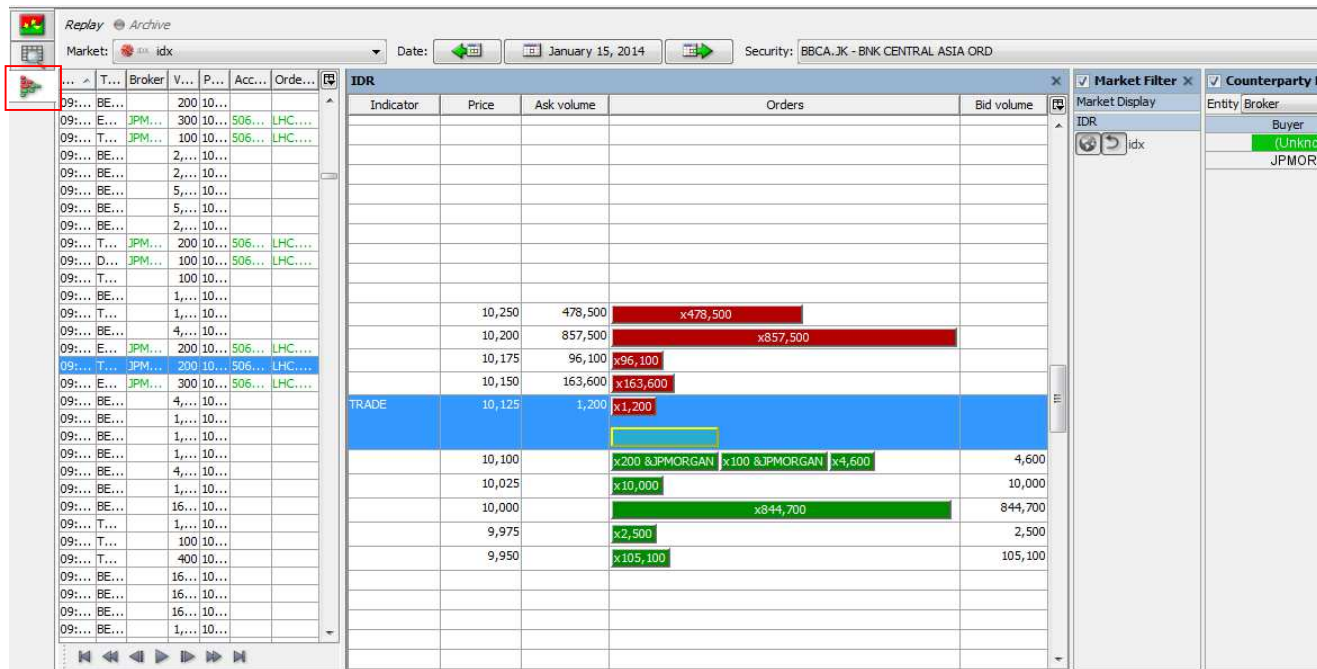 Replay Archive
Market: IDX idx Date: January 15, 2014 Security: BBCA.JK - BNK CENTRAL ASIA ORD
... T... Broker V... P... Acc... Orde...
09:... BE... 200 10...
09:... E... JPM... 300 10... 506... LHC....
09:... T... JPM... 100 10... 506... LHC....
09:... BE... 2,... 10...
09:... BE... 2,... 10...
09:... BE... 5,... 10...
09:... BE... 5,... 10...
09:... BE... 2,... 10...
09:... T... JPM... 200 10... 506... LHC....
09:... D... JPM... 100 10... 506... LHC....
09:... T... 100 10...
09:... BE... 1,... 10...
09:... T... 1,... 10...
09:... BE... 4,... 10...
09:... E... JPM... 200 10... 506... LHC....
09:... T... JPM... 200 10... 506... LHC....
09:... E... JPM... 300 10... 506... LHC....
09:... BE... 4,... 10...
09:... BE... 1,... 10...
09:... BE... 1,... 10...
09:... BE... 1,... 10...
09:... BE... 4,... 10...
09:... BE... 1,... 10...
09:... BE... 16... 10...
09:... T... 1,... 10...
09:... T... 100 10...
09:... T... 400 10...
09:... BE... 16... 10...
09:... BE... 16... 10...
09:... BE... 16... 10...
09:... BE... 1,... 10...
IDR
Indicator Price Ask volume Orders Bid volume
10,250 478,500 x478,500
10,200 857,500 x857,500
10,175 96,100 x96,100
10,150 163,600 x163,600
TRADE 10,125 1,200 x1,200
10,100 x200 &JPMORGAN x100 &JPMORGAN x4,600 4,600
10,025 x10,000 10,000
10,000 x844,700 844,700
9,975 x2,500 2,500
9,950 x105,100 105,100
Market Filter
Market Display
IDR
idx
Counterparty
Entity Broker
Buyer
(Unkno
JPMOR